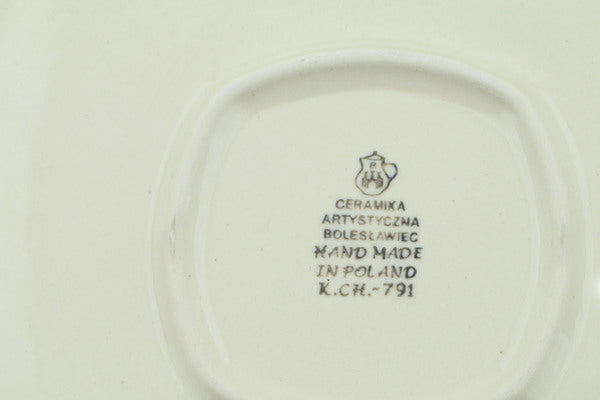 CERAMIKA
ARTYSTYCZNA
BOLESŁAWIEC
HAND MADE
IN POLAND
K.CH.-791